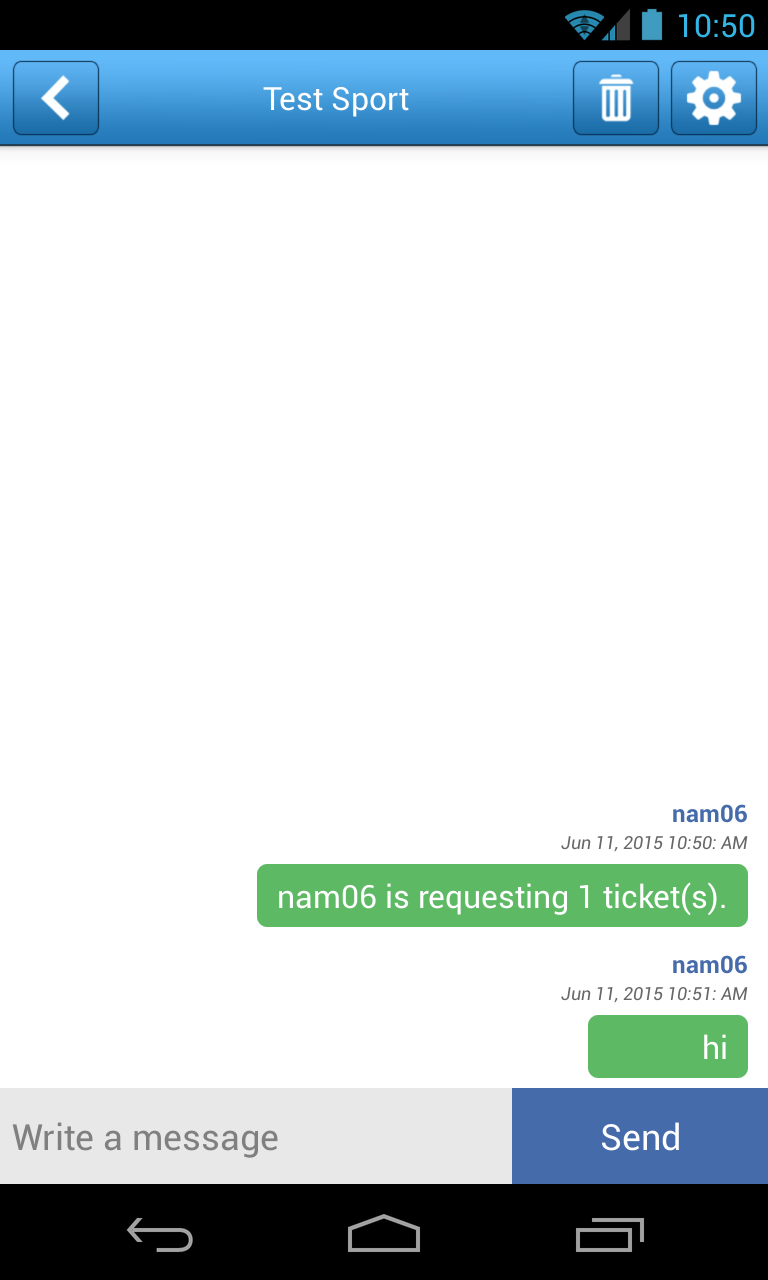 10:50
Test Sport
nam06
Jun 11, 2015 10:50: AM
nam06 is requesting 1 ticket(s).
nam06
Jun 11, 2015 10:51: AM
hi
Write a message
Send